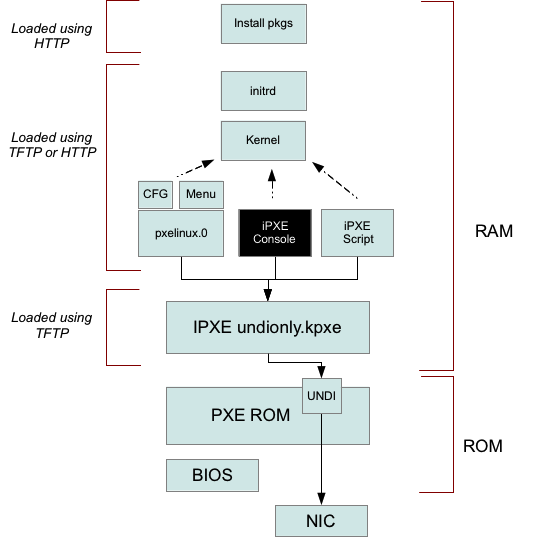 Loaded using
HTTP
Install pkgs
initrd
Loaded using
TFTP or HTTP
Kernel
CFG
Menu
pxelinux.0
iPXE
Console
iPXE
Script
RAM
Loaded using
TFTP
IPXE undionly.kpxe
UNDI
PXE ROM
ROM
BIOS
NIC